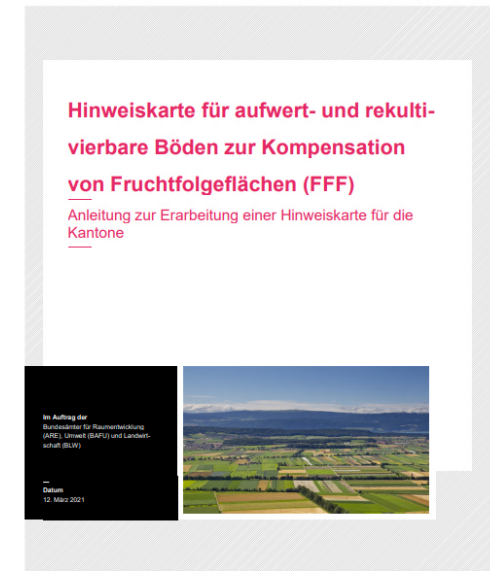 Hinweiskarte für aufwert- und rekulti-
vierbare Böden zur Kompensation
von Fruchtfolgeflächen (FFF)
Anleitung zur Erarbeitung einer Hinweiskarte für die
Kantone
Im Auftrag der
Bundesämter für Raumentwicklung
(ARE), Umwelt (BAFU) und Landwirt-
schaft (BLW)
Datum
12. März 2021